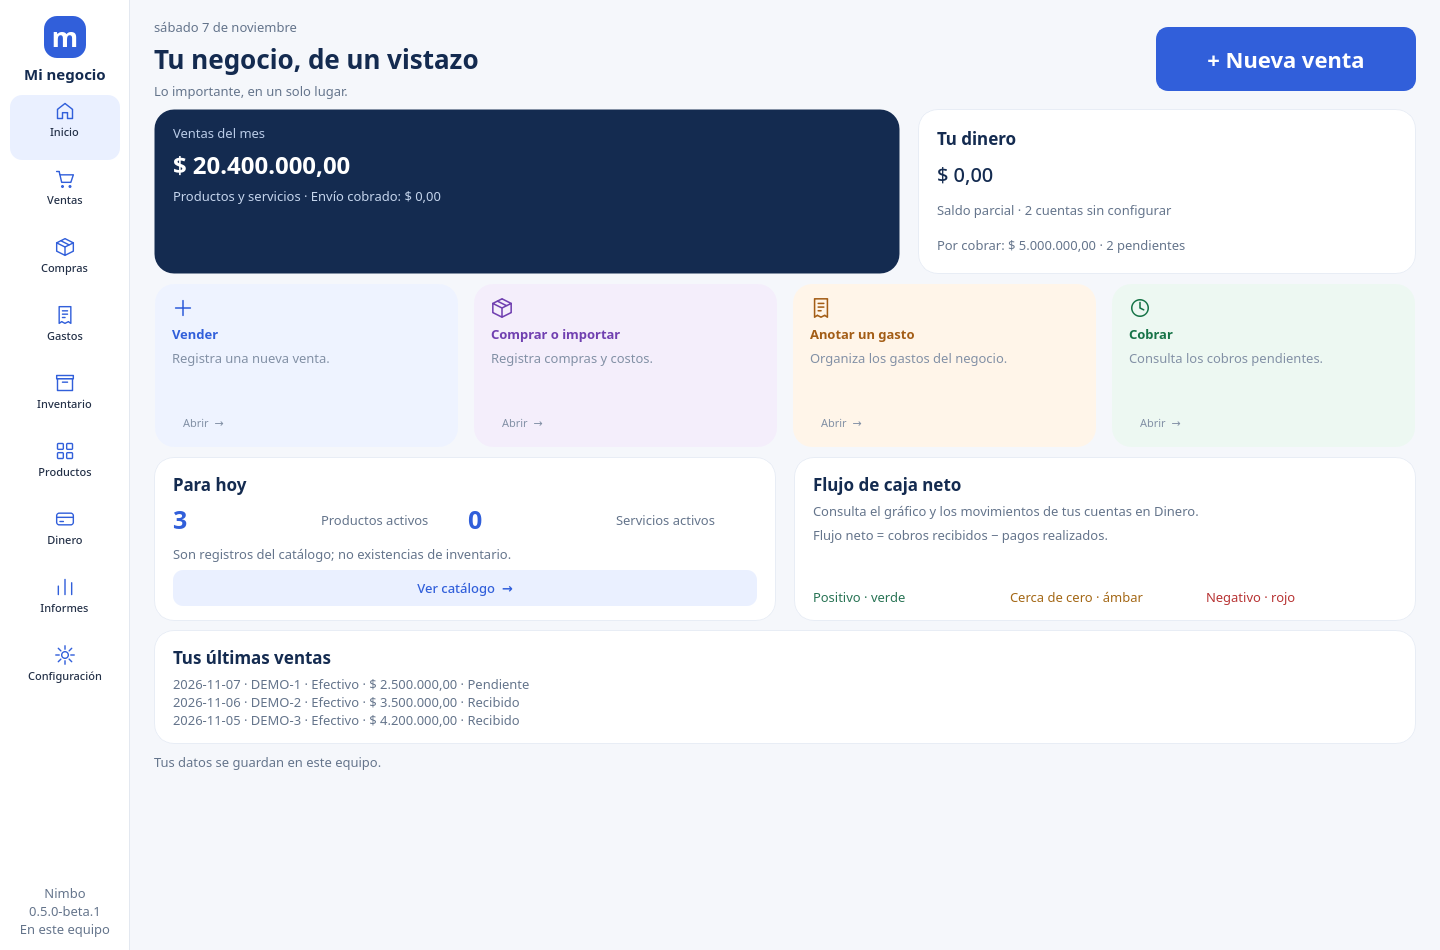 m
Mi negocio
Inicio
Ventas
Compras
Gastos
Inventario
Productos
Dinero
Informes
Configuración
Nimbo
0.5.0-beta.1
En este equipo
sábado 7 de noviembre
Tu negocio, de un vistazo
Lo importante, en un solo lugar.
+ Nueva venta
Ventas del mes
$ 20.400.000,00
Productos y servicios · Envío cobrado: $ 0,00
Tu dinero
$ 0,00
Saldo parcial · 2 cuentas sin configurar
Por cobrar: $ 5.000.000,00 · 2 pendientes
Vender
Registra una nueva venta.
Abrir →
Comprar o importar
Registra compras y costos.
Abrir →
Anotar un gasto
Organiza los gastos del negocio.
Abrir →
Cobrar
Consulta los cobros pendientes.
Abrir →
Para hoy
3 Productos activos 0 Servicios activos
Son registros del catálogo; no existencias de inventario.
Ver catálogo →
Flujo de caja neto
Consulta el gráfico y los movimientos de tus cuentas en Dinero.
Flujo neto = cobros recibidos − pagos realizados.
Positivo · verde Cerca de cero · ámbar Negativo · rojo
Tus últimas ventas
2026-11-07 · DEMO-1 · Efectivo · $ 2.500.000,00 · Pendiente
2026-11-06 · DEMO-2 · Efectivo · $ 3.500.000,00 · Recibido
2026-11-05 · DEMO-3 · Efectivo · $ 4.200.000,00 · Recibido
Tus datos se guardan en este equipo.